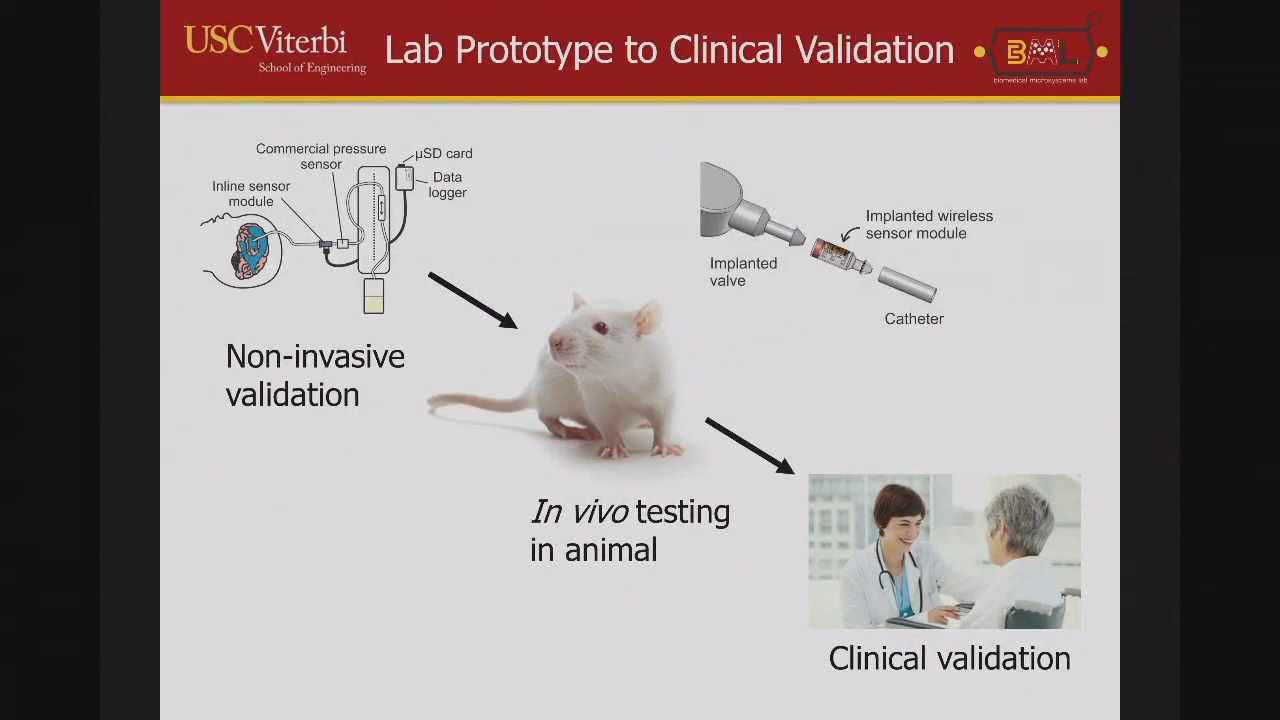 USC Viterbi
School of Engineering
Lab Prototype to Clinical Validation
BML
biomedical microsystems lab
Commercial pressure
sensor
µSD card
Data
logger
Inline sensor
module
Implanted wireless
sensor module
Implanted
valve
Catheter
Non-invasive
validation
In vivo testing
in animal
Clinical validation